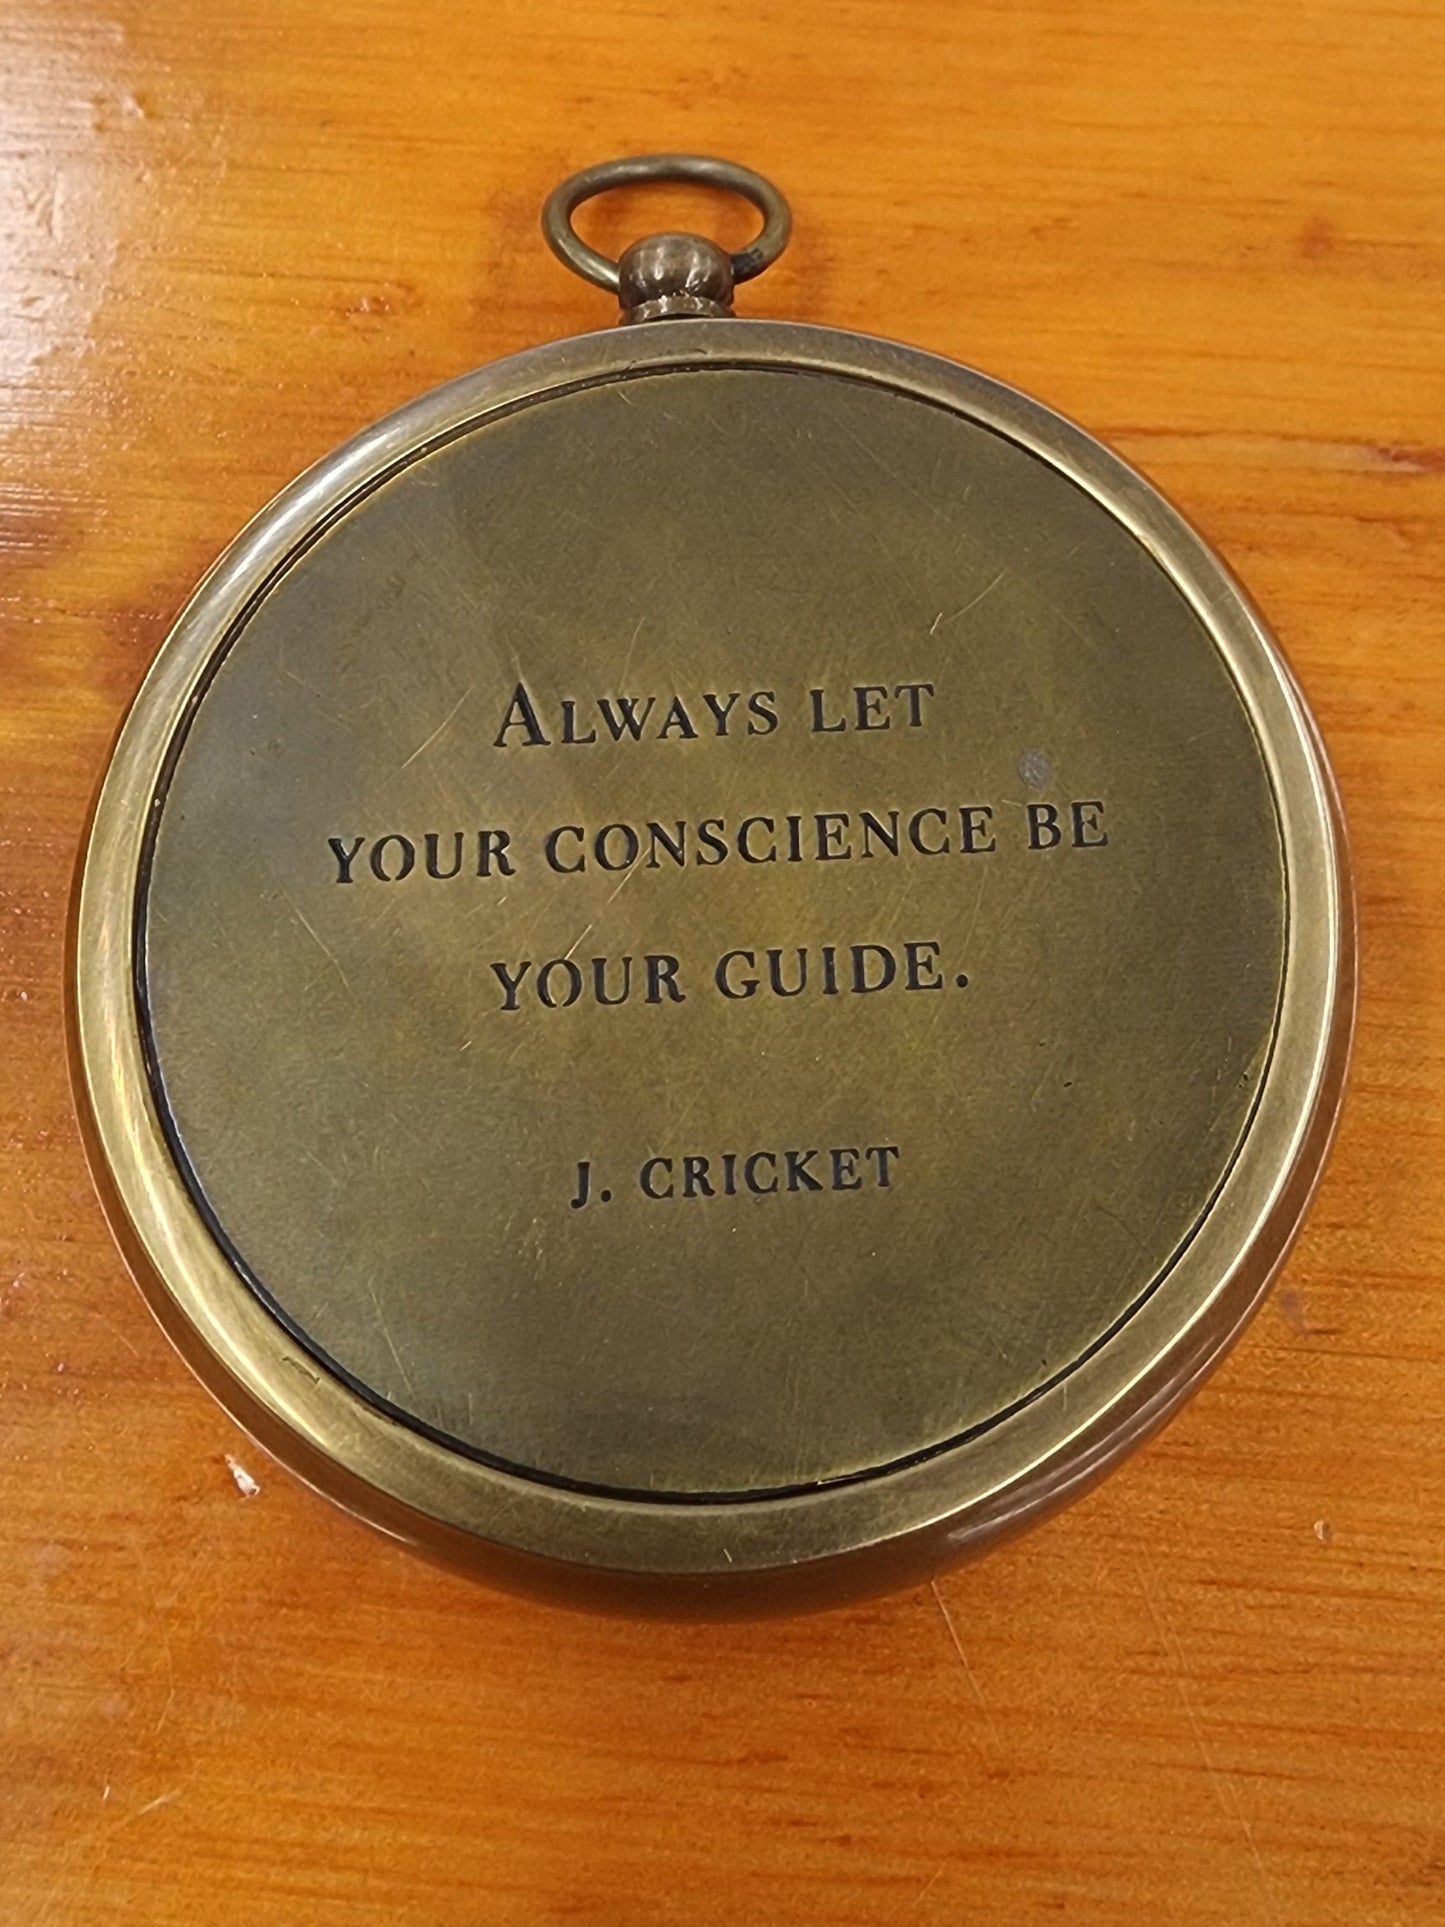 Always let
your conscience be
your guide.
J. Cricket